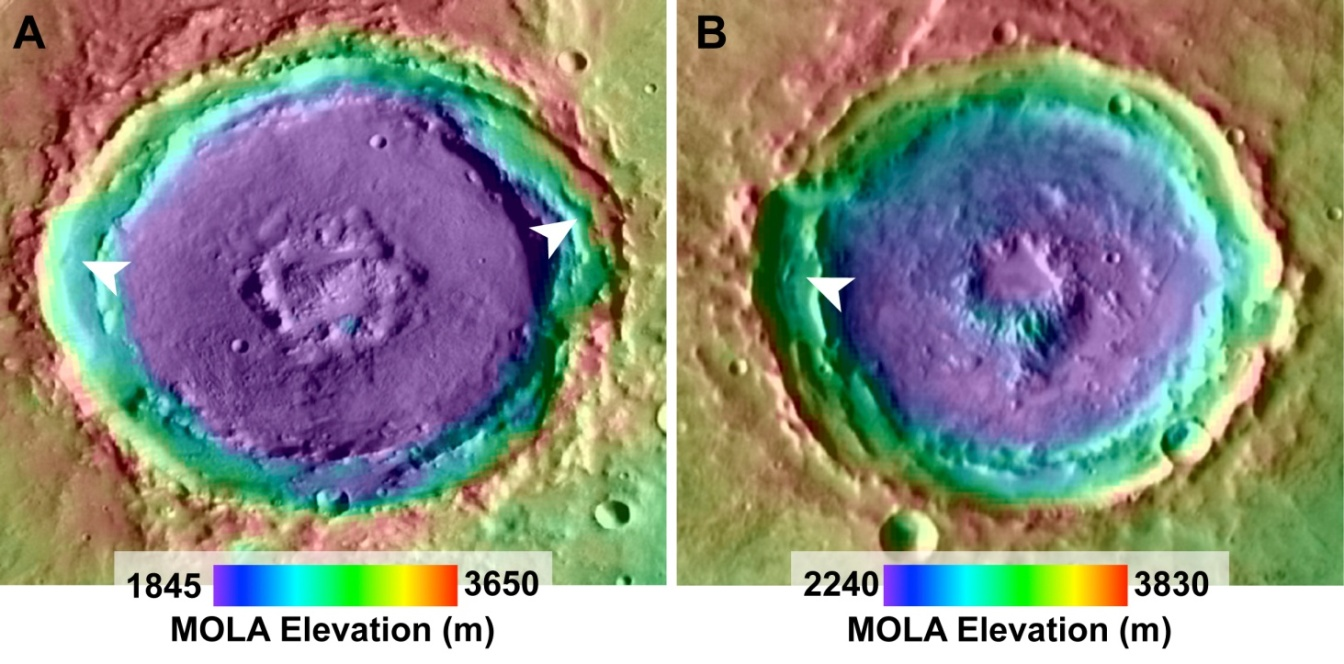 A
B
1845 3650
MOLA Elevation (m)
2240 3830
MOLA Elevation (m)